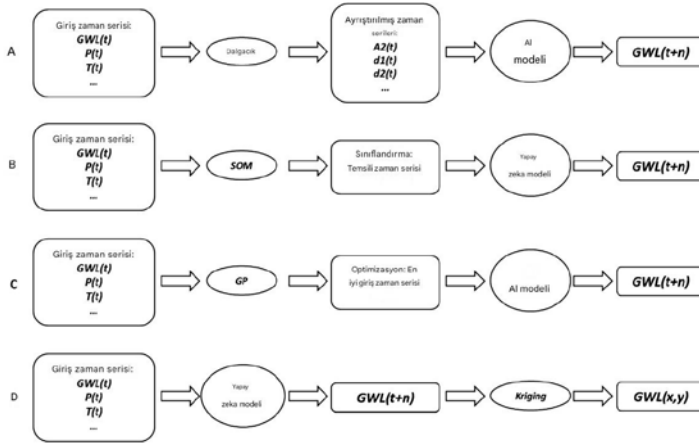 A
Giriş zaman serisi:
GWL(t)
P(t)
T(t)
...
Dalgacık
Ayrıştırılmış zaman
serileri:
A2(t)
d1(t)
d2(t)
...
AI
modeli
GWL(t+n)
B
Giriş zaman serisi:
GWL(t)
P(t)
T(t)
...
SOM
Sınıflandırma:
Temsili zaman serisi
Yapay
zeka modeli
GWL(t+n)
C
Giriş zaman serisi:
GWL(t)
P(t)
T(t)
...
GP
Optimizasyon: En
iyi giriş zaman serisi
AI modeli
GWL(t+n)
D
Giriş zaman serisi:
GWL(t)
P(t)
T(t)
...
Yapay
zeka modeli
GWL(t+n)
Kriging
GWL(x,y)